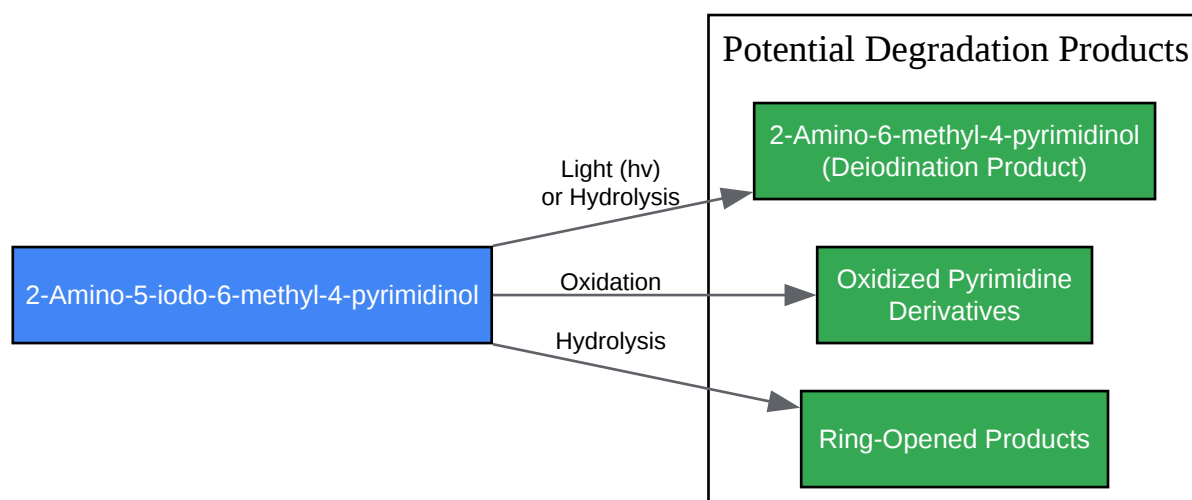 Potential Degradation Products
2-Amino-6-methyl-4-pyrimidinol
(Deiodination Product)
Light (hv)
or Hydrolysis
2-Amino-5-iodo-6-methyl-4-pyrimidinol
Oxidation
Oxidized Pyrimidine
Derivatives
Hydrolysis
Ring-Opened Products